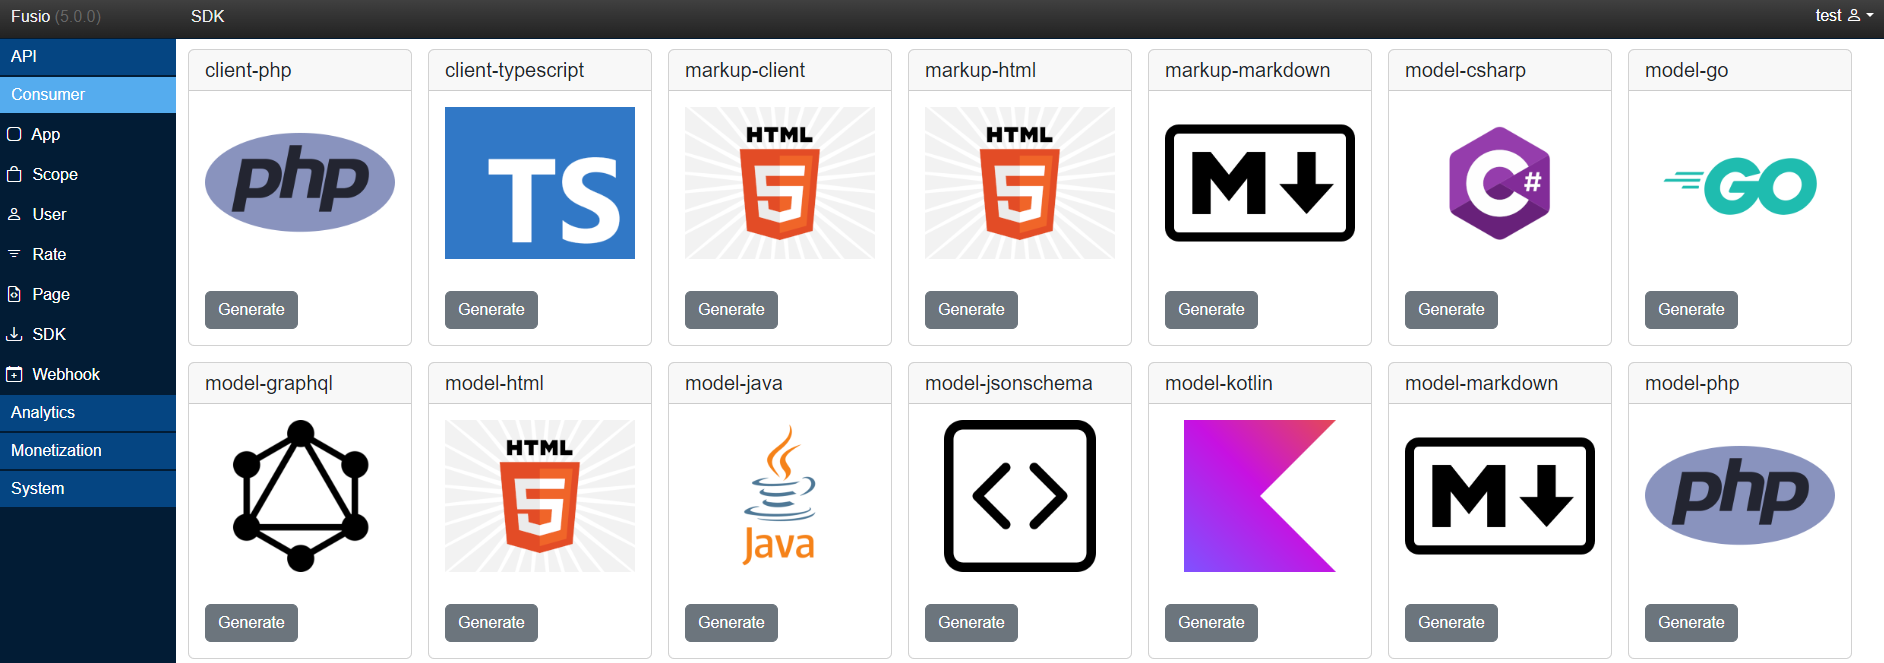 Fusio (5.0.0)
SDK
test
API
Consumer
App
Scope
User
Rate
Page
SDK
Webhook
Analytics
Monetization
System
client-php
php
Generate
client-typescript
TS
Generate
markup-client
HTML
5
Generate
markup-html
HTML
5
Generate
markup-markdown
M
Generate
model-csharp
C#
Generate
model-go
GO
Generate
model-graphql
Generate
model-html
HTML
5
Generate
model-java
Java
Generate
model-jsonschema
<>
Generate
model-kotlin
Generate
model-markdown
M
Generate
model-php
php
Generate